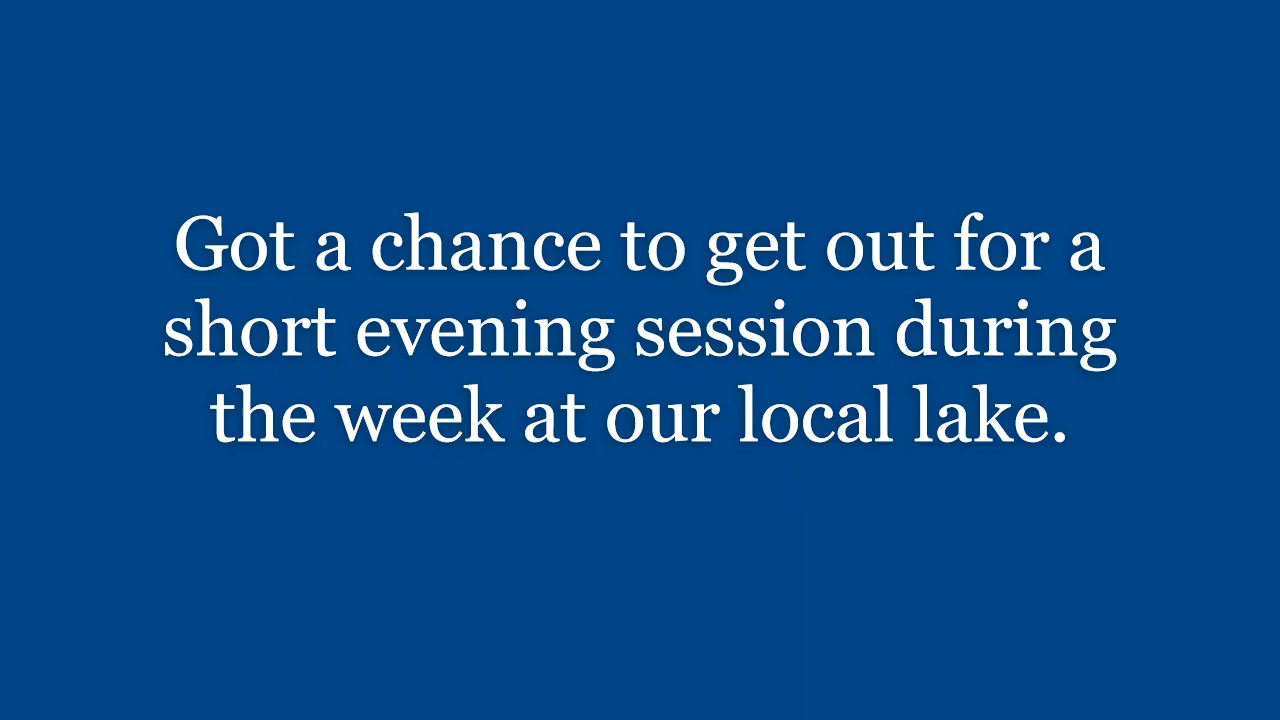 Got a chance to get out for a
short evening session during
the week at our local lake.